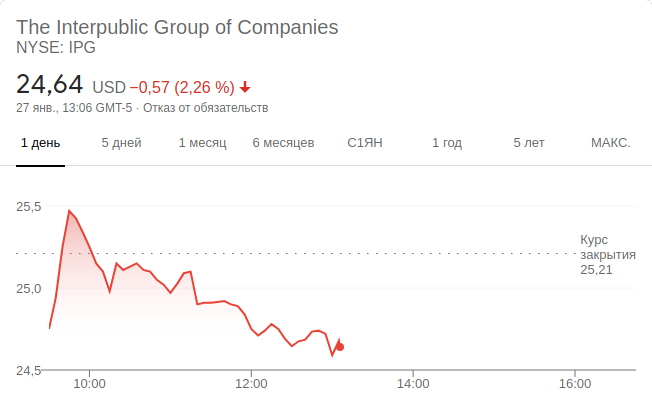 The Interpublic Group of Companies
NYSE: IPG
24,64 USD −0,57 (2,26 %)
27 янв., 13:06 GMT-5 · Отказ от обязательств
1 день 5 дней 1 месяц 6 месяцев С1ЯН 1 год 5 лет МАКС.
25,5
Курс
закрытия
25,21
25,0
24,5
10:00 12:00 14:00 16:00